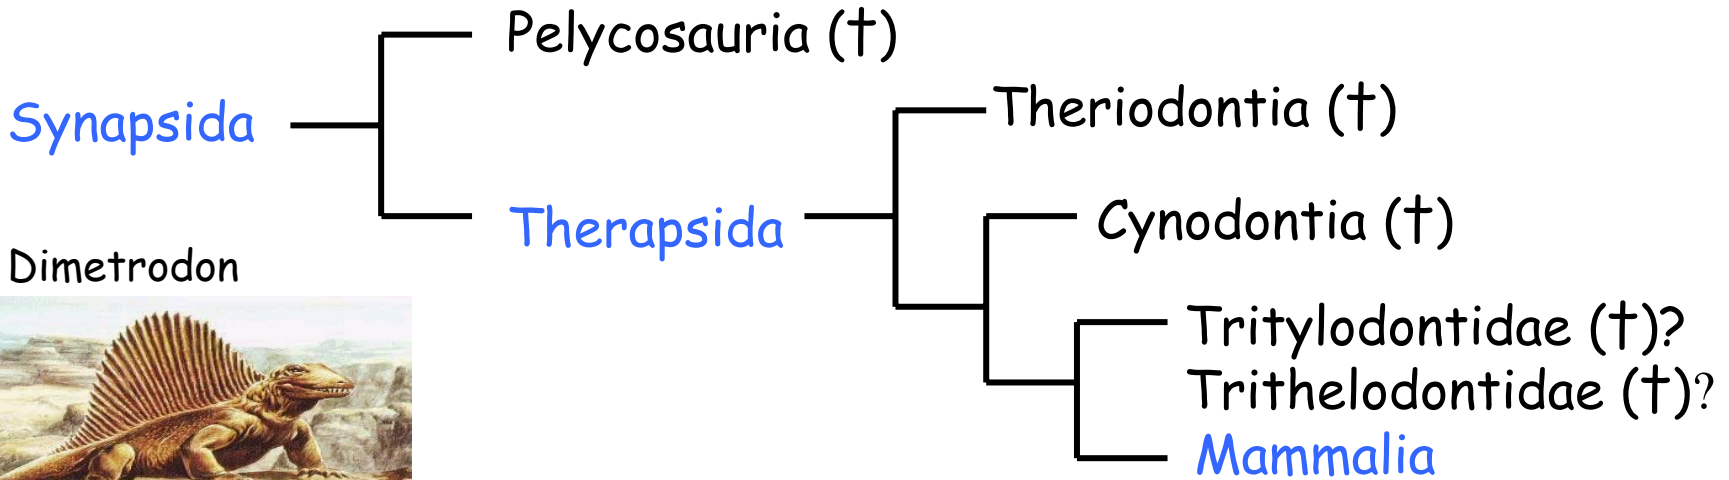 Pelycosauria (†)
Theriodontia (†)
Synapsida
Therapsida
Cynodontia (†)
Dimetrodon
Tritylodontidae (†)?
Trithelodontidae (†)?
Mammalia